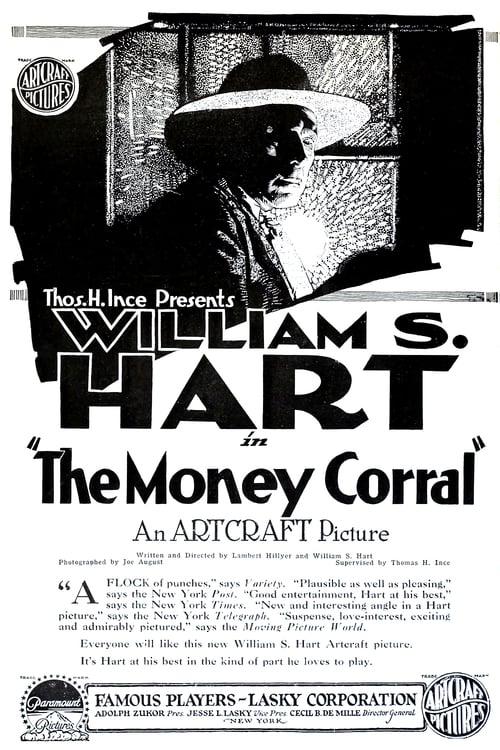 TRADE MARK
ARTCRAFT
PICTURES
Thos. H. Ince Presents
WILLIAM S.
HART
in
"The Money Corral"
An ARTCRAFT Picture
Written and Directed by Lambert Hillyer and William S. Hart
Photographed by Joe August Supervised by Thomas H. Ince
"A FLOCK of punches," says Variety. "Plausible as well as pleasing,"
says the New York Post. "Good entertainment, Hart at his best,"
says the New York Times. "New and interesting angle in a Hart
picture," says the New York Telegraph. "Suspense, love-interest, exciting
and admirably pictured," says the Moving Picture World.
Everyone will like this new William S. Hart Artcraft picture.
It's Hart at his best in the kind of part he loves to play.
TRADE MARK
Paramount
Pictures
FAMOUS PLAYERS-LASKY CORPORATION
ADOLPH ZUKOR Pres. JESSE L. LASKY Vice Pres. CECIL B. DE MILLE Director General
NEW YORK
TRADE MARK
ARTCRAFT
PICTURES